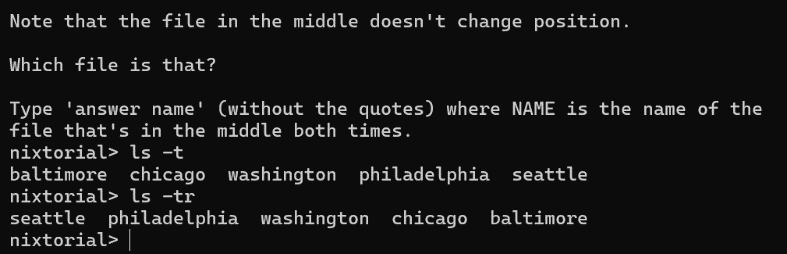 Note that the file in the middle doesn't change position.
Which file is that?
Type 'answer name' (without the quotes) where NAME is the name of the
file that's in the middle both times.
nixtorial> ls -t
baltimore  chicago  washington  philadelphia  seattle
nixtorial> ls -tr
seattle  philadelphia  washington  chicago  baltimore
nixtorial>